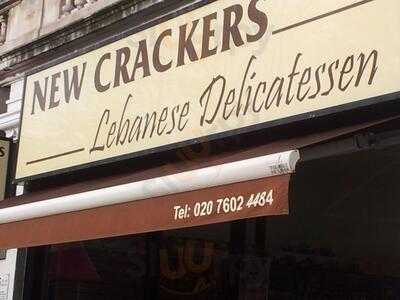 NEW CRACKERS
Lebanese Delicatessen
Tel: 020 7602 4484